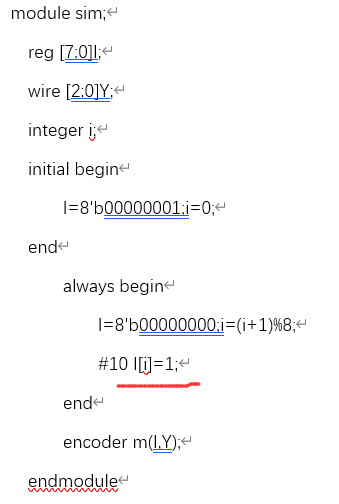 module sim;↵
reg [7:0]I;↵
wire [2:0]Y;↵
integer i;↵
initial begin↵
I=8'b00000001;i=0;↵
end↵
always begin↵
I=8'b00000000;i=(i+1)%8;↵
#10 I[i]=1;↵
end↵
encoder m(I,Y);↵
endmodule↵